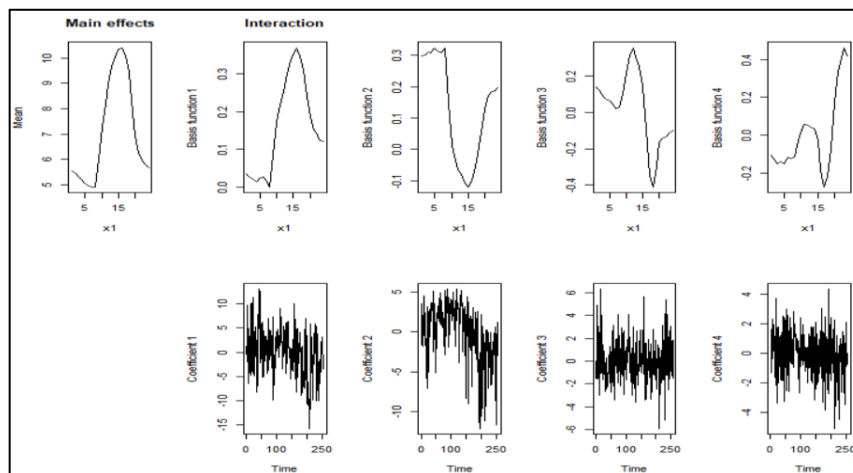 Main effects
Interaction
Mean
5 6 7 8 9 10
5 15
x1
Basis function 1
0.0 0.1 0.2 0.3
5 15
x1
Basis function 2
-0.1 0.0 0.1 0.2 0.3
5 15
x1
Basis function 3
-0.4 -0.2 0.0 0.2 0.4
5 15
x1
Basis function 4
-0.2 0.0 0.2 0.4
5 15
x1
Coefficient 1
-15 -10 -5 0 5 10
0 100 250
Time
Coefficient 2
-10 -5 0 5
0 100 250
Time
Coefficient 3
-6 -4 -2 0 2 4 6
0 100 250
Time
Coefficient 4
-4 -2 0 2 4
0 100 250
Time